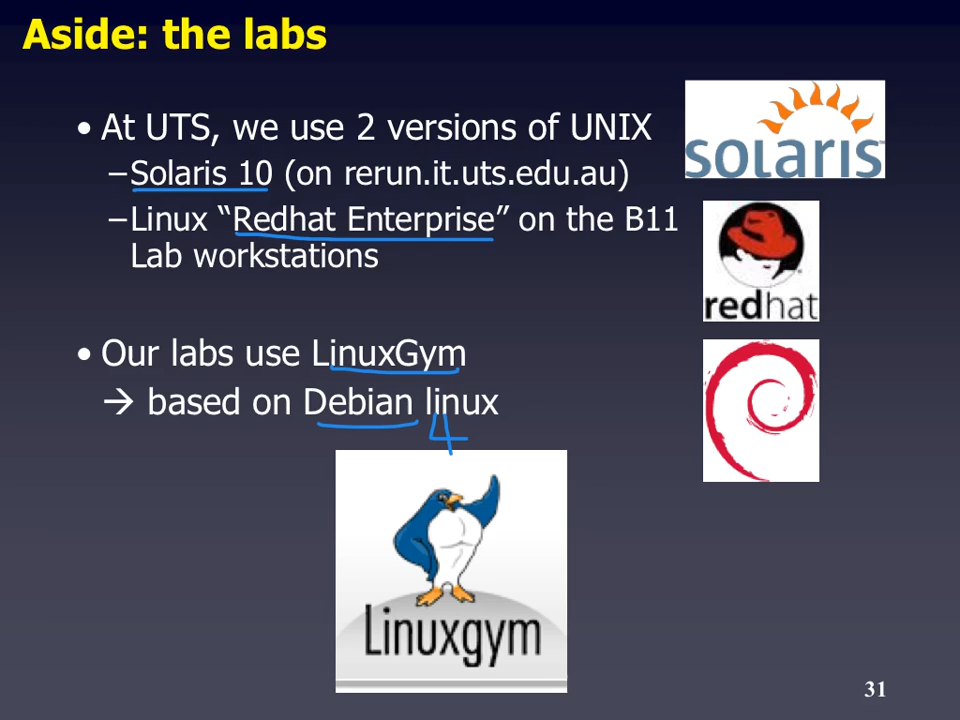 Aside: the labs
• At UTS, we use 2 versions of UNIX
–Solaris 10 (on rerun.it.uts.edu.au)
–Linux “Redhat Enterprise” on the B11
Lab workstations
• Our labs use LinuxGym
→ based on Debian linux
4
solaris™
redhat
Linuxgym
31